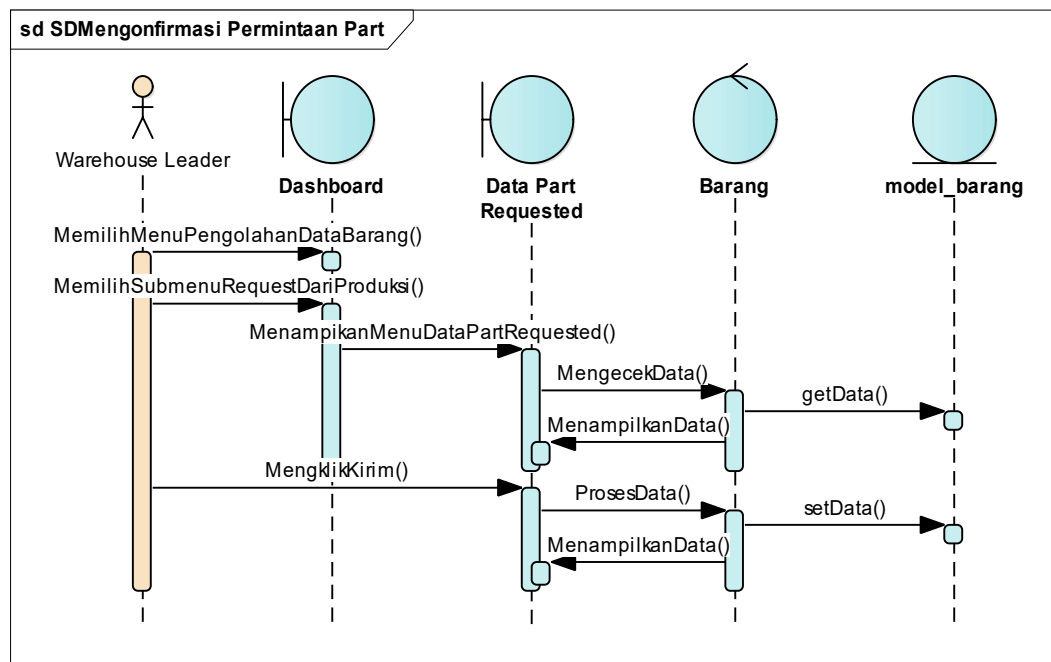 sd SDMengonfirmasi Permintaan Part
Warehouse Leader
Dashboard
Data Part
Requested
Barang
model_barang
MemilihMenuPengolahanDataBarang()
MemilihSubmenuRequestDariProduksi()
MenampikanMenuDataPartRequested()
MengecekData()
getData()
MenampilkanData()
MengklikKirim()
ProsesData()
setData()
MenampilkanData()